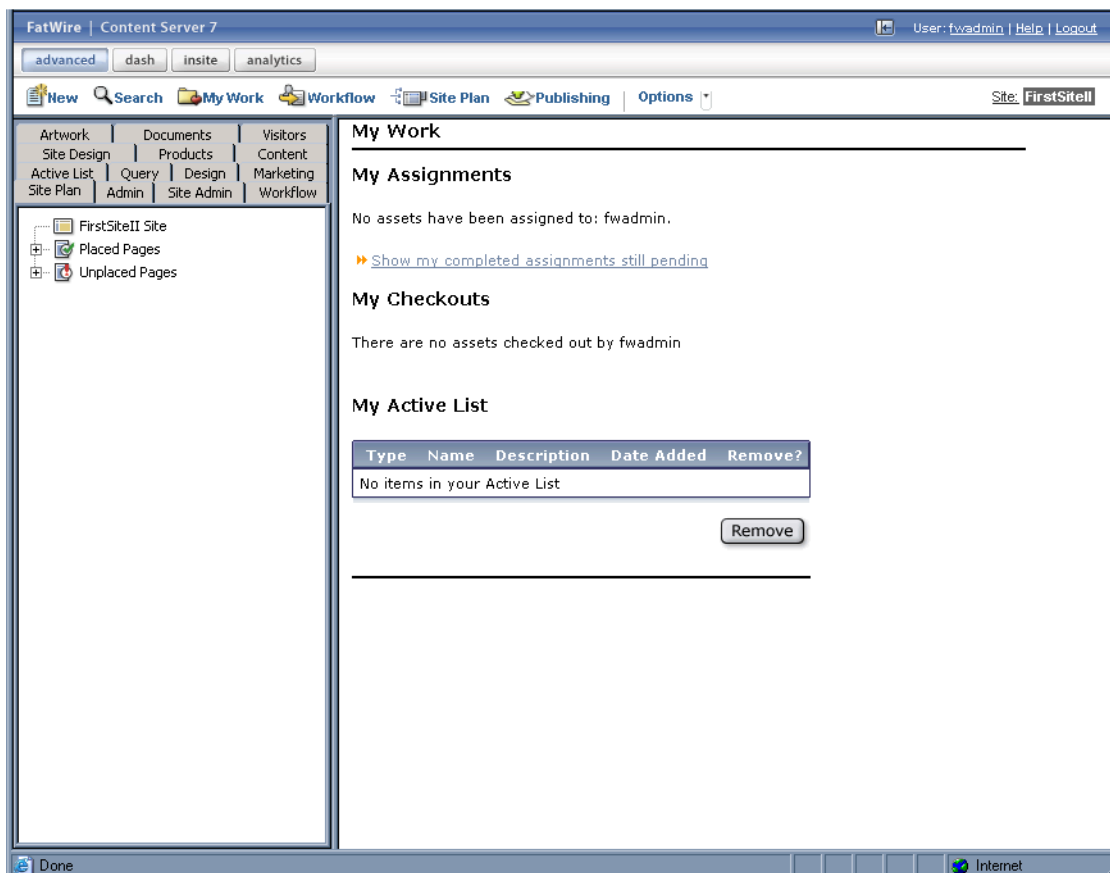 FatWire | Content Server 7
User: fwadmin | Help | Logout
advanced dash insite analytics
New Search My Work Workflow Site Plan Publishing | Options
Site: FirstSiteII
Artwork Documents Visitors
Site Design Products Content
Active List Query Design Marketing
Site Plan Admin Site Admin Workflow
FirstSiteII Site
Placed Pages
Unplaced Pages
My Work
My Assignments
No assets have been assigned to: fwadmin.
Show my completed assignments still pending
My Checkouts
There are no assets checked out by fwadmin
My Active List
Type Name Description Date Added Remove?
No items in your Active List
Remove
Done
Internet